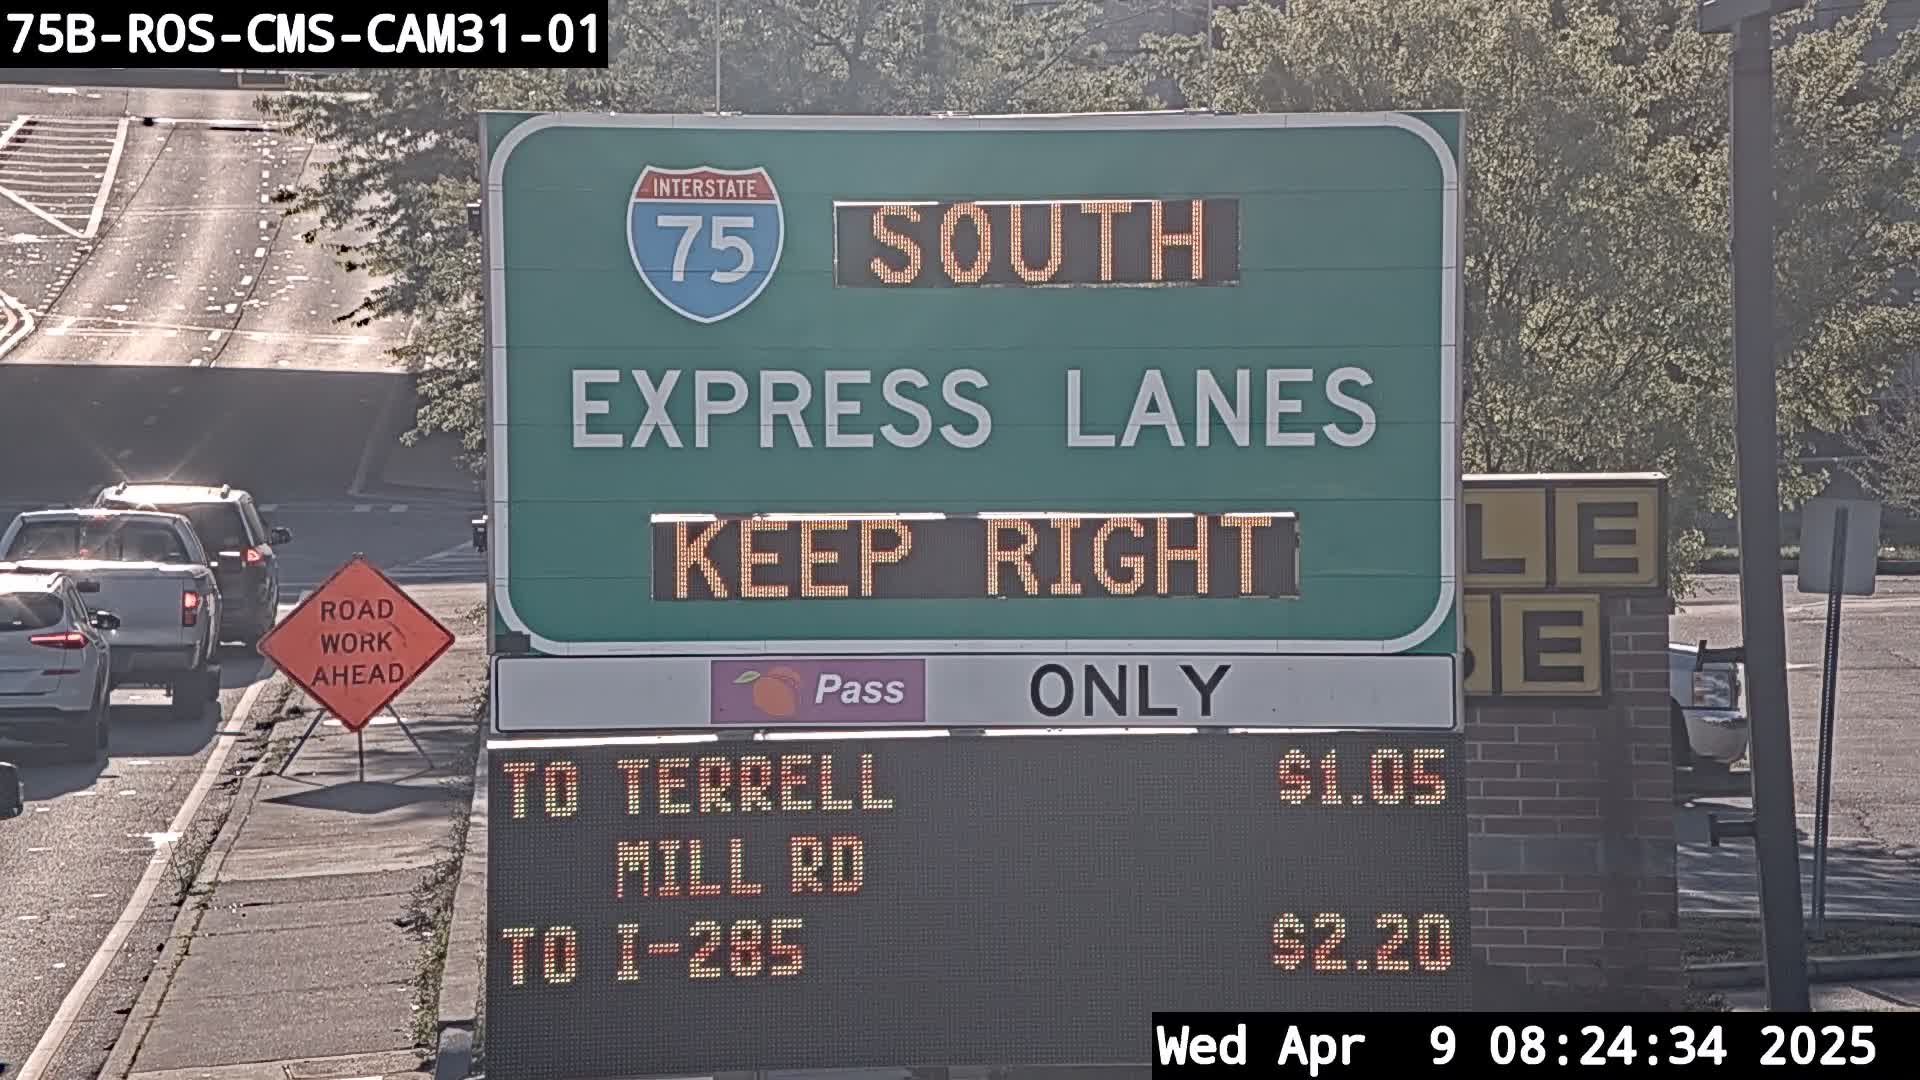 75B-ROS-CMS-CAM31-01
INTERSTATE
75
SOUTH
EXPRESS LANES
KEEP RIGHT
Pass ONLY
TO TERRELL $1.05
MILL RD
TO I-285 $2.20
ROAD
WORK
AHEAD
LE
E
Wed Apr 9 08:24:34 2025